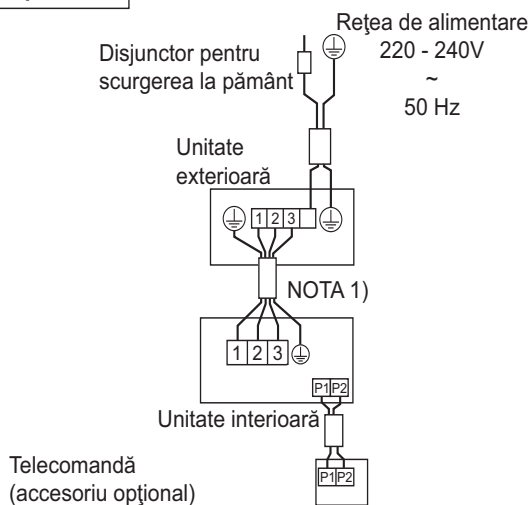 Reţea de alimentare
220 - 240V
~
50 Hz
Disjunctor pentru
scurgerea la pământ
Unitate
exterioară
1 2 3
NOTA 1)
1 2 3
P1 P2
Unitate interioară
P1 P2
Telecomandă
(accesoriu opţional)